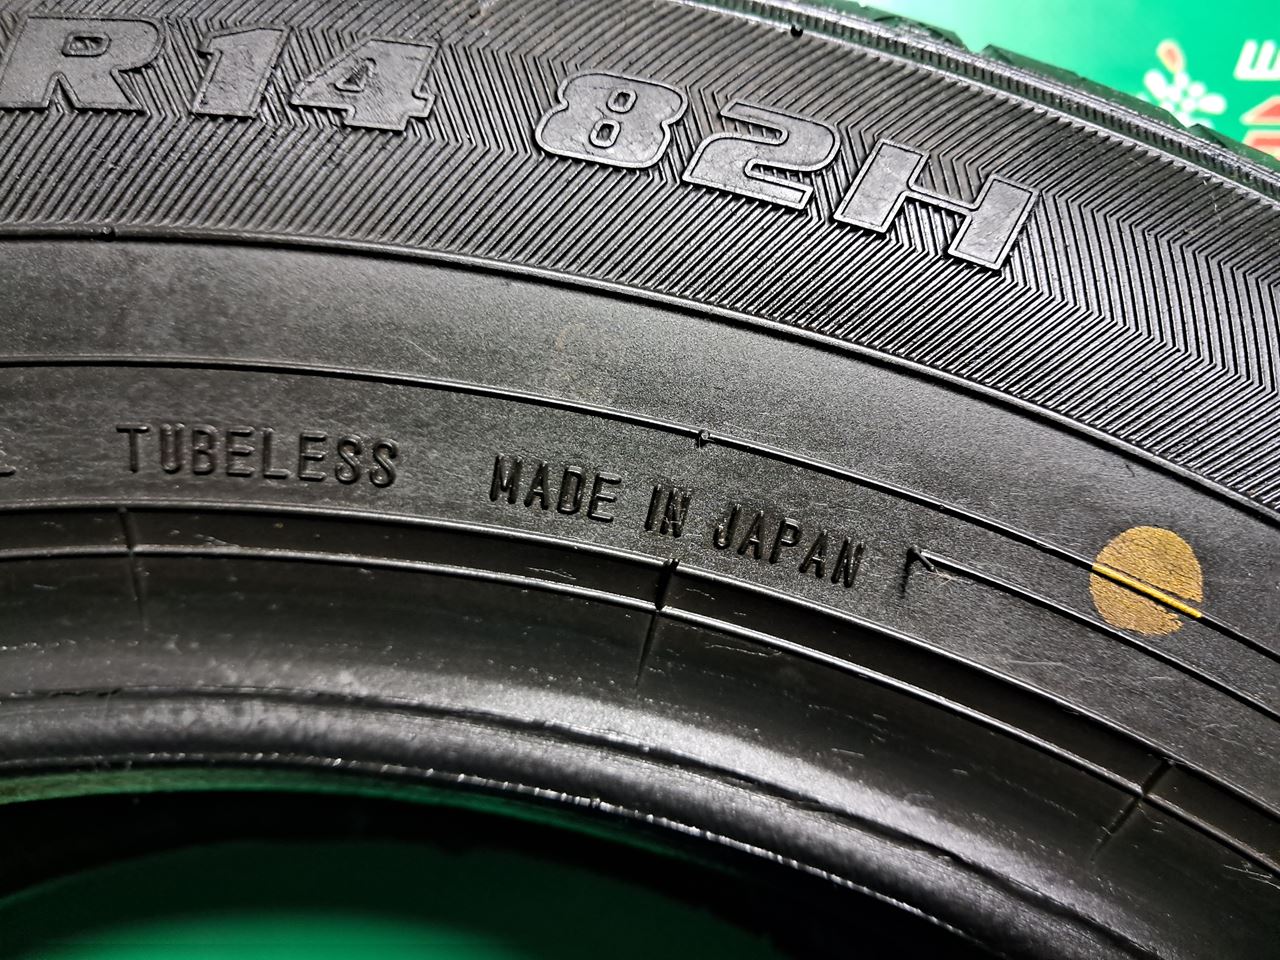 R14 82H
TUBELESS MADE IN JAPAN
Ш